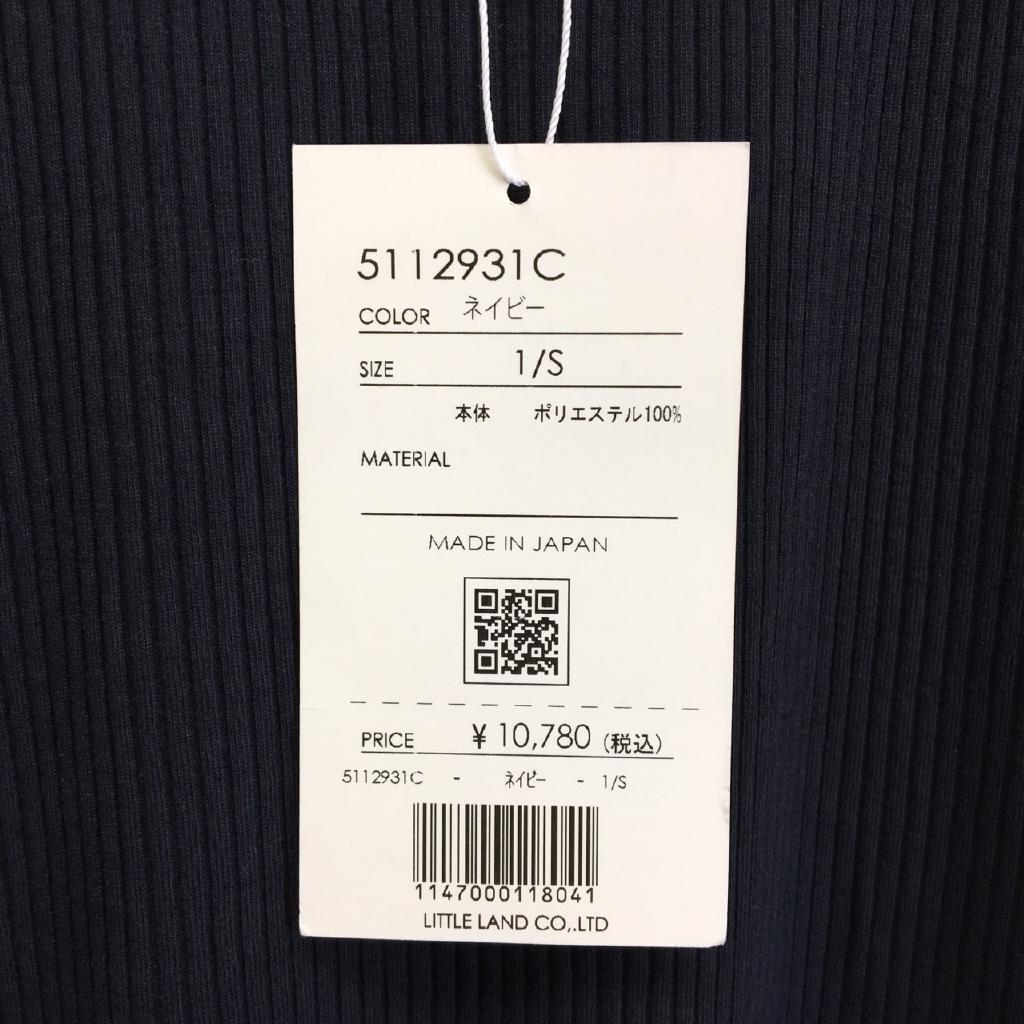 5112931C
COLOR ネイビー
SIZE 1/S
本体 ポリエステル100%
MATERIAL
MADE IN JAPAN
PRICE ¥ 10,780 (税込)
5112931C - ネイビー - 1/S
1147000118041
LITTLE LAND CO,.LTD